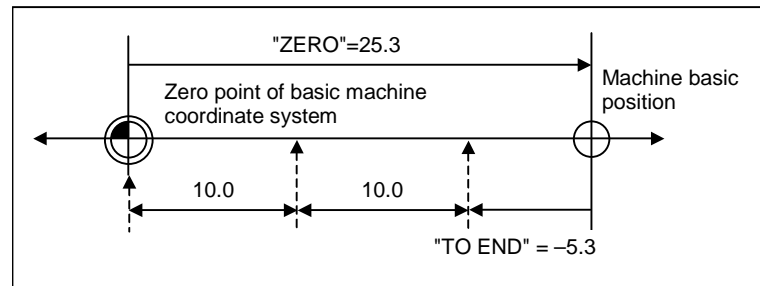 "ZERO"=25.3
Zero point of basic machine
coordinate system
Machine basic
position
10.0
10.0
"TO END" = –5.3